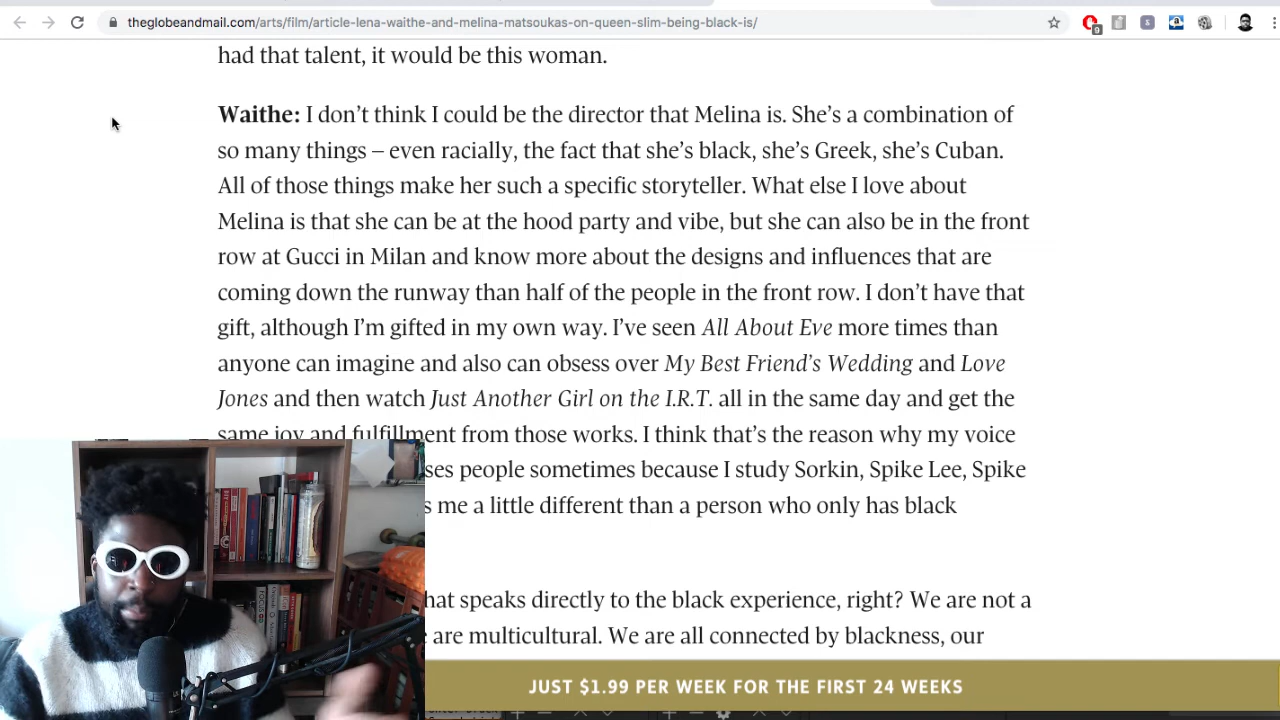 theglobeandmail.com/arts/film/article-lena-waithe-and-melina-matsoukas-on-queen-slim-being-black-is/
9
had that talent, it would be this woman.
Waithe: I don’t think I could be the director that Melina is. She’s a combination of
so many things – even racially, the fact that she’s black, she’s Greek, she’s Cuban.
All of those things make her such a specific storyteller. What else I love about
Melina is that she can be at the hood party and vibe, but she can also be in the front
row at Gucci in Milan and know more about the designs and influences that are
coming down the runway than half of the people in the front row. I don’t have that
gift, although I’m gifted in my own way. I’ve seen All About Eve more times than
anyone can imagine and also can obsess over My Best Friend’s Wedding and Love
Jones and then watch Just Another Girl on the I.R.T. all in the same day and get the
same joy and fulfillment from those works. I think that’s the reason why my voice
ses people sometimes because I study Sorkin, Spike Lee, Spike
s me a little different than a person who only has black
hat speaks directly to the black experience, right? We are not a
e are multicultural. We are all connected by blackness, our
JUST $1.99 PER WEEK FOR THE FIRST 24 WEEKS